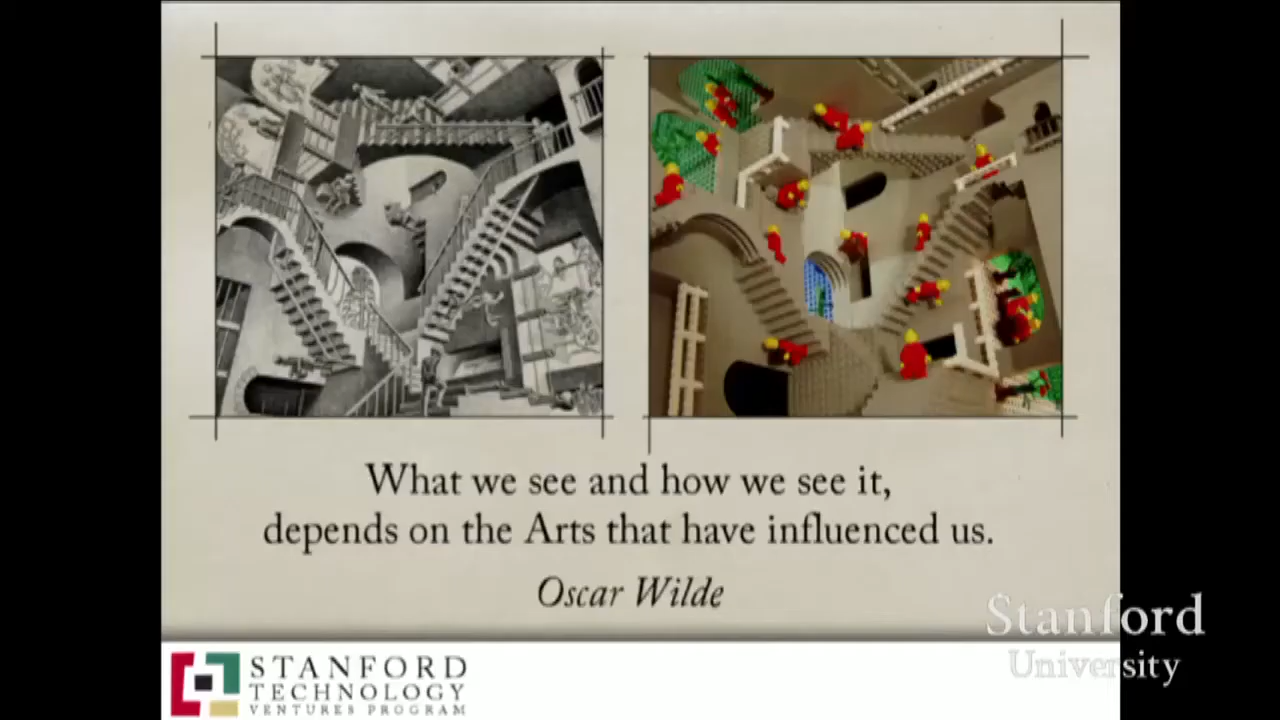 What we see and how we see it,
depends on the Arts that have influenced us.
Oscar Wilde
Stanford
University
STANFORD
TECHNOLOGY
VENTURES PROGRAM